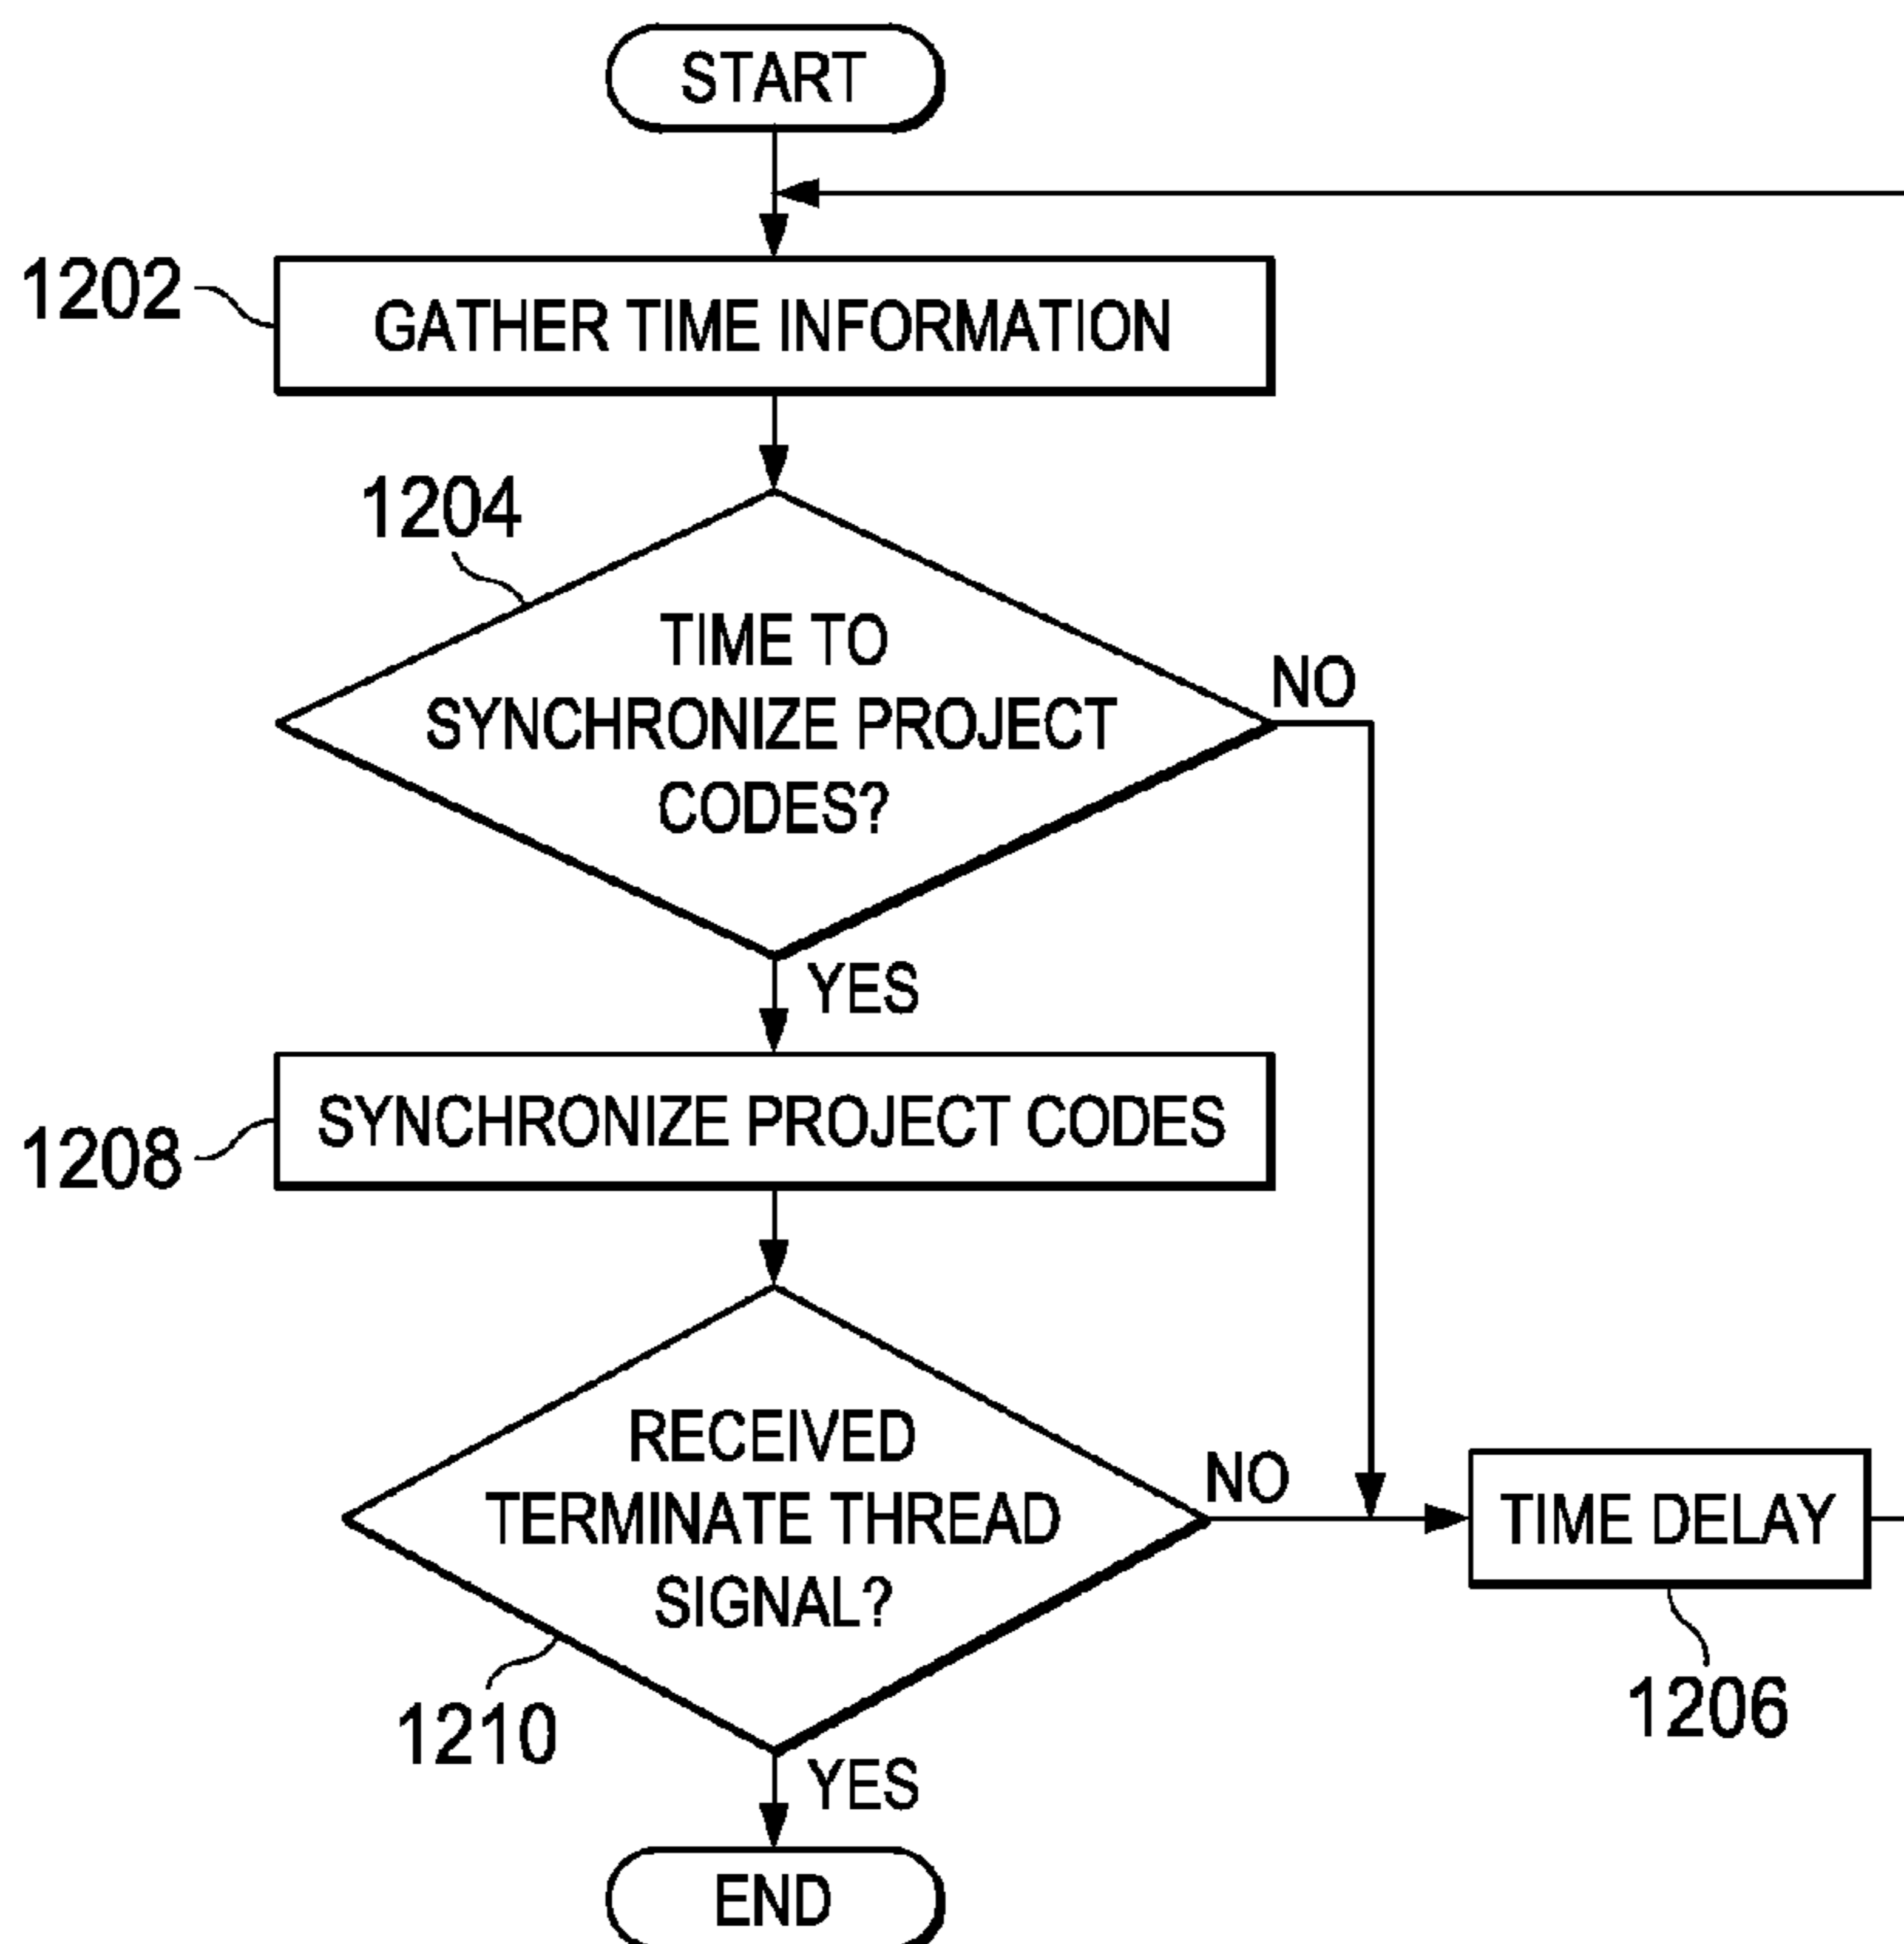 START
1202
GATHER TIME INFORMATION
1204
TIME TO
SYNCHRONIZE PROJECT
CODES?
NO
YES
SYNCHRONIZE PROJECT CODES
1208
RECEIVED
TERMINATE THREAD
SIGNAL?
NO
TIME DELAY
1206
1210
YES
END